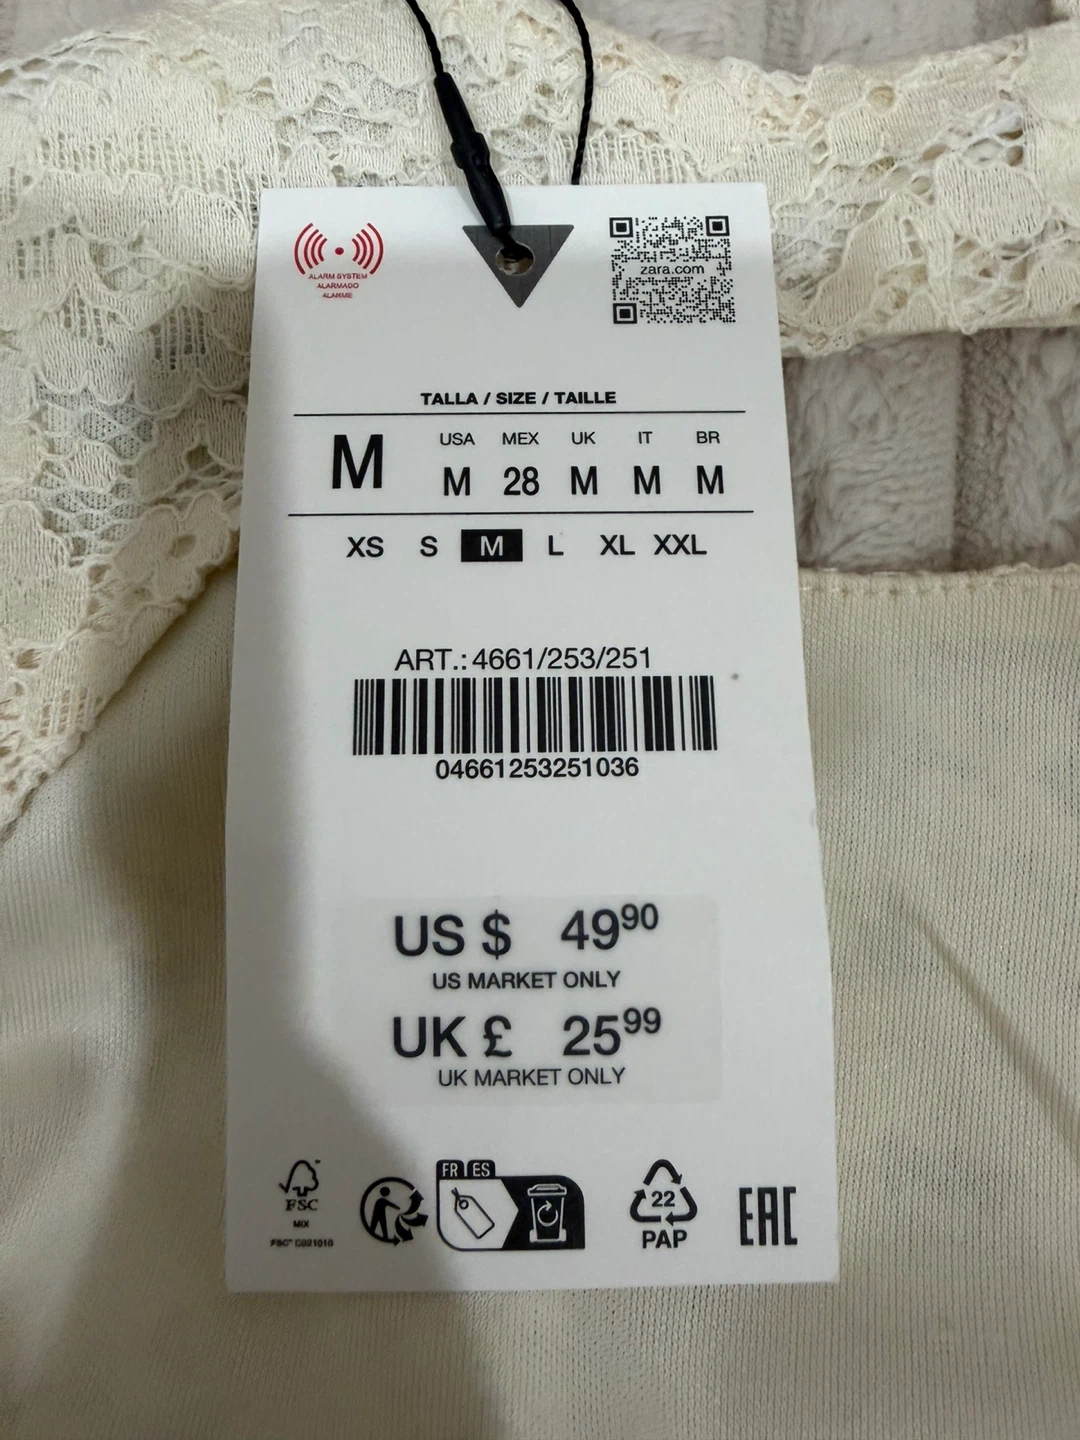 ALARM SYSTEM
ALARMADO
ALARME
zara.com
TALLA / SIZE / TAILLE
M
USA MEX UK IT BR
M 28 M M M
XS S M L XL XXL
ART.: 4661/253/251
04661253251036
US $ 49⁹⁰
US MARKET ONLY
UK £ 25⁹⁹
UK MARKET ONLY
FR ES
FSC
MIX
22
PAP
EAC